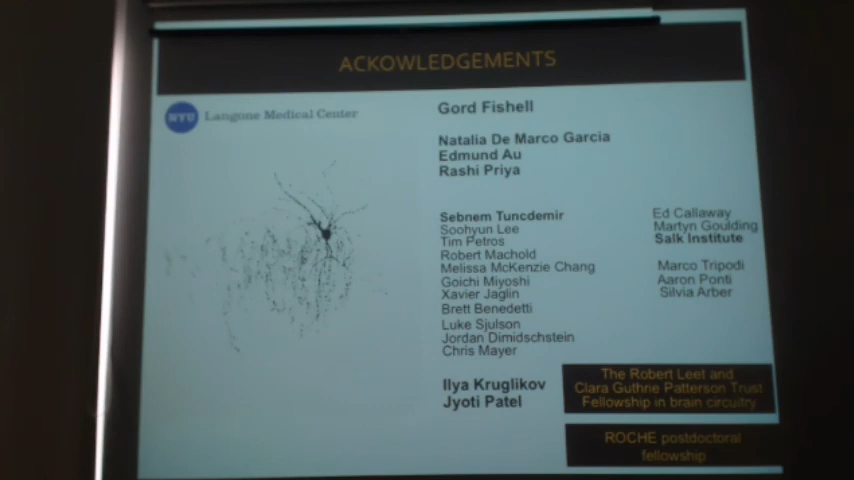 ACKOWLEDGEMENTS
NYU Langone Medical Center
Gord Fishell
Natalia De Marco Garcia
Edmund Au
Rashi Priya
Sebnem Tuncdemir
Soohyun Lee
Tim Petros
Robert Machold
Melissa McKenzie Chang
Goichi Miyoshi
Xavier Jaglin
Brett Benedetti
Luke Sjulson
Jordan Dimidschstein
Chris Mayer
Ilya Kruglikov
Jyoti Patel
Ed Callaway
Martyn Goulding
Salk Institute
Marco Tripodi
Aaron Ponti
Silvia Arber
The Robert Leet and
Clara Guthrie Patterson Trust
Fellowship in brain circuitry
ROCHE postdoctoral
fellowship